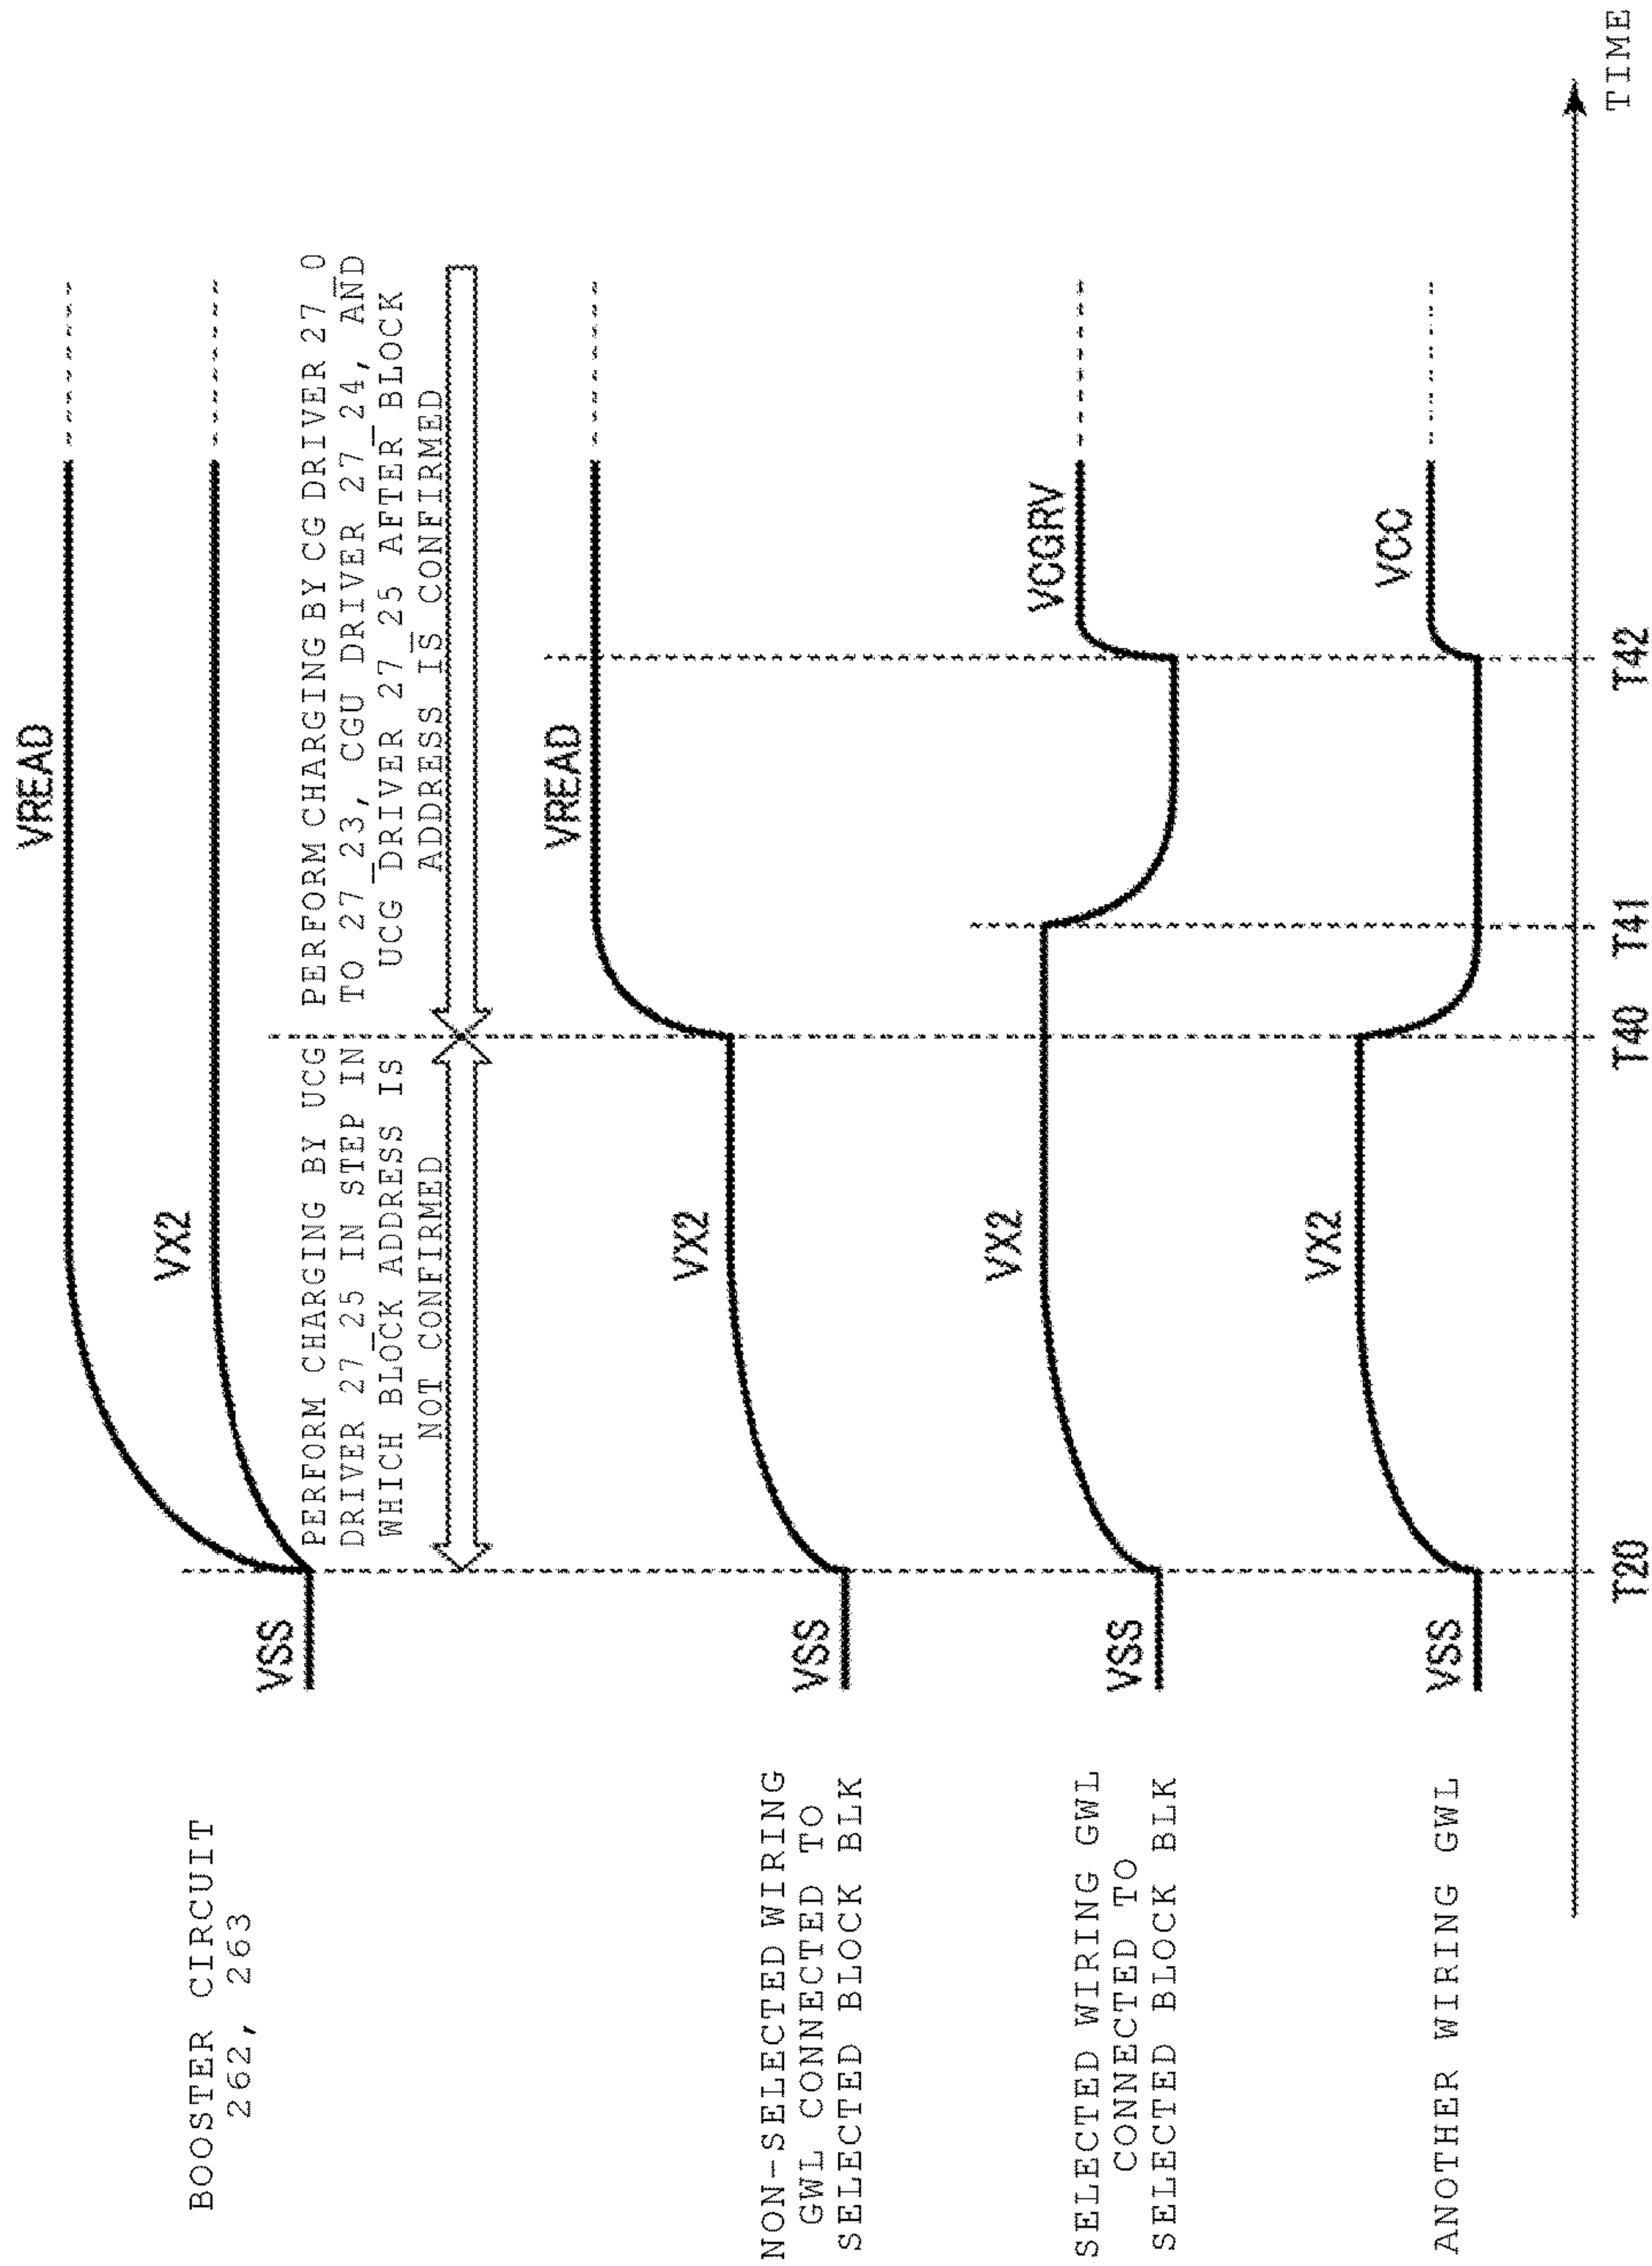 BOOSTER CIRCUIT
262, 263
VSS
VREAD
VX2
PERFORM CHARGING BY UCG
DRIVER 27_25 IN STEP IN
WHICH BLOCK ADDRESS IS
NOT CONFIRMED
PERFORM CHARGING BY CG DRIVER 27_0
TO 27_23, CGU DRIVER 27_24, AND
UCG DRIVER 27_25 AFTER BLOCK
ADDRESS IS CONFIRMED
NON-SELECTED WIRING
GWL CONNECTED TO
SELECTED BLOCK BLK
VSS
VX2
VREAD
SELECTED WIRING GWL
CONNECTED TO
SELECTED BLOCK BLK
VSS
VX2
VCGRV
ANOTHER WIRING GWL
VSS
VX2
VCC
T20
T40
T41
T42
TIME